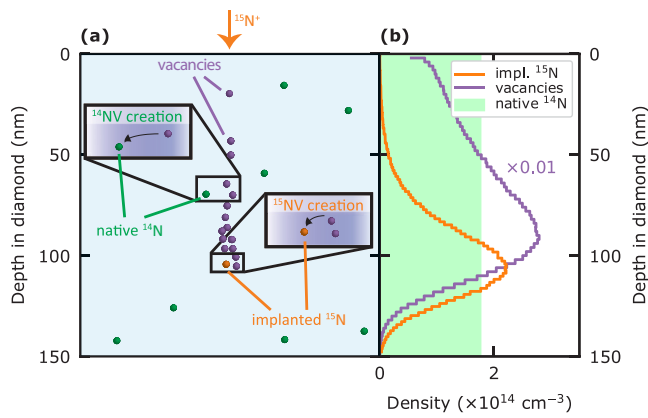 (a)
¹⁵N⁺
(b)
0
50
100
150
Depth in diamond (nm)
vacancies
¹⁴NV creation
native ¹⁴N
¹⁵NV creation
implanted ¹⁵N
impl. ¹⁵N
vacancies
native ¹⁴N
×0.01
0
50
100
150
Depth in diamond (nm)
0
2
Density (×10¹⁴ cm⁻³)